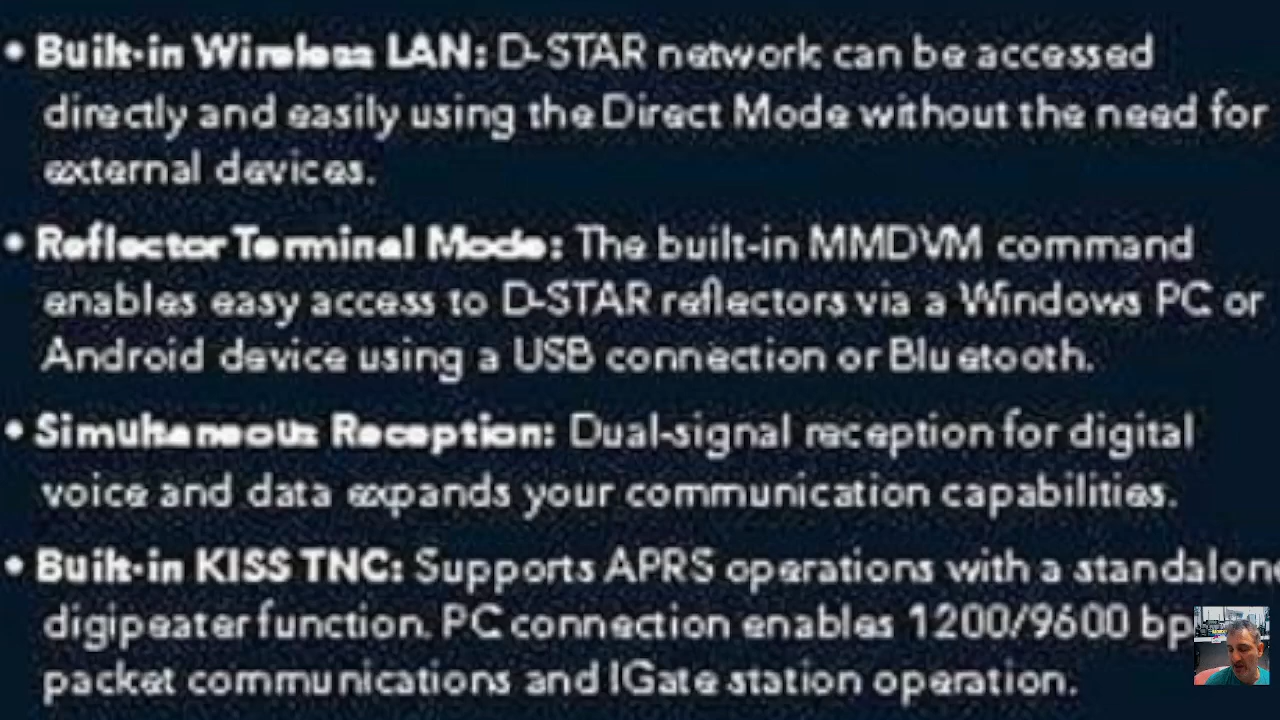 • Built-in Wireless LAN: D-STAR network can be accessed
directly and easily using the Direct Mode without the need for
external devices.
• Reflector Terminal Mode: The built-in MMDVM command
enables easy access to D-STAR reflectors via a Windows PC or
Android device using a USB connection or Bluetooth.
• Simultaneous Reception: Dual-signal reception for digital
voice and data expands your communication capabilities.
• Built-in KISS TNC: Supports APRS operations with a standalon
digipeater function. PC connection enables 1200/9600 bp
packet communications and IGate station operation.